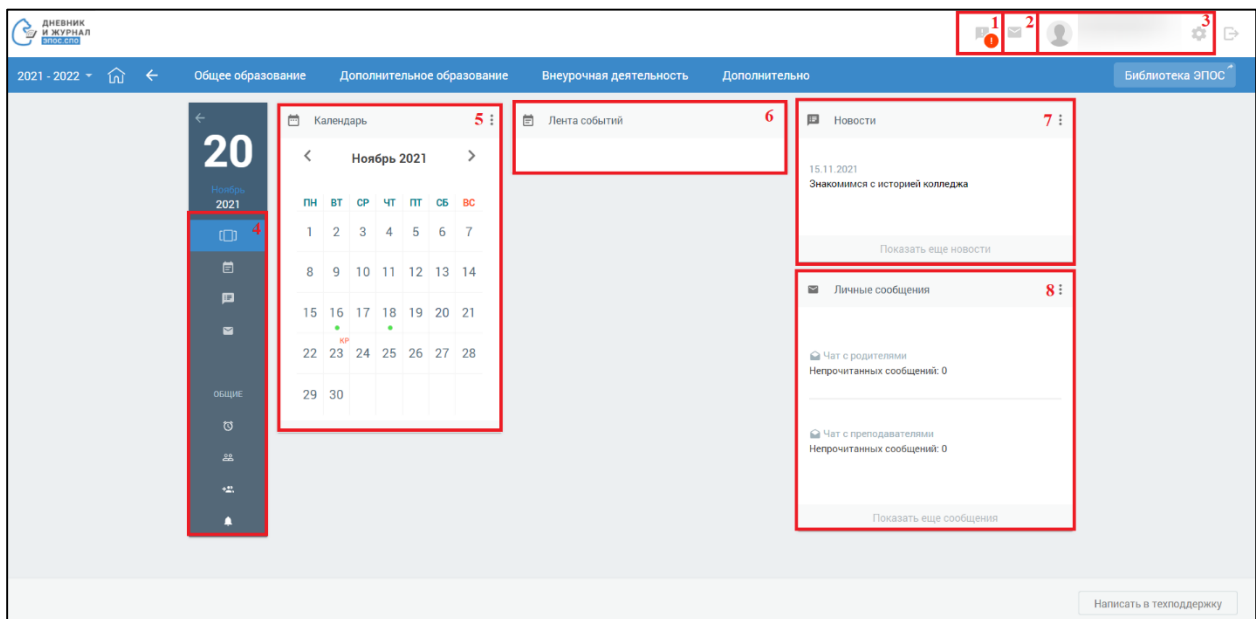 ДНЕВНИК
И ЖУРНАЛ
ЭПОС.СПО
1 2 3
!
2021 - 2022 Общее образование Дополнительное образование Внеурочная деятельность Дополнительно Библиотека ЭПОС
20
Ноябрь
2021
4
ОБЩИЕ
Календарь 5
Ноябрь 2021
ПН ВТ СР ЧТ ПТ СБ ВС
1 2 3 4 5 6 7
8 9 10 11 12 13 14
15 16 17 18 19 20 21
КР
22 23 24 25 26 27 28
29 30
Лента событий 6
Новости 7
15.11.2021
Знакомимся с историей колледжа
Показать еще новости
Личные сообщения 8
Чат с родителями
Непрочитанных сообщений: 0
Чат с преподавателями
Непрочитанных сообщений: 0
Показать еще сообщения
Написать в техподдержку